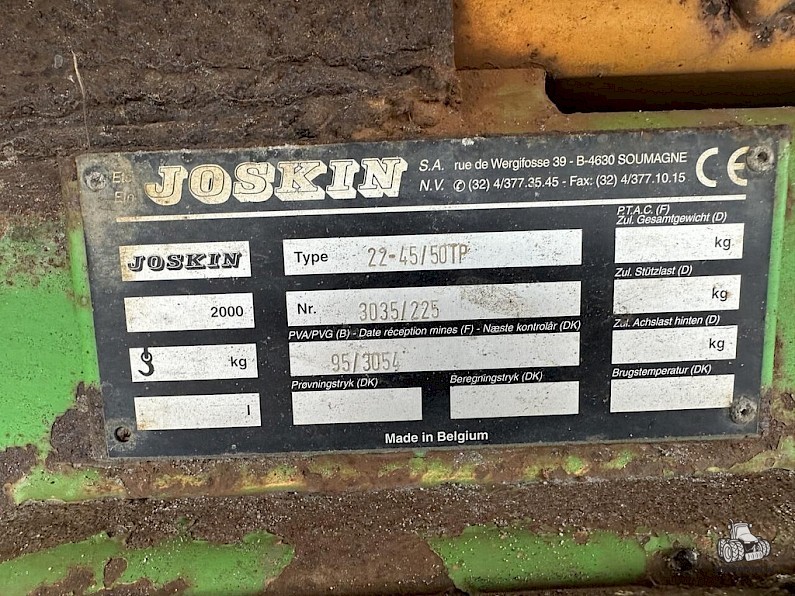 Ets
JOSKIN
S.A. rue de Wergifosse 39 - B-4630 SOUMAGNE
N.V. ✆ (32) 4/377.35.45 - Fax: (32) 4/377.10.15
CE
JOSKIN
Type 22-45/50TP
P.T.A.C. (F)
Zul. Gesamtgewicht (D)
kg
2000
Nr. 3035/225
Zul. Stützlast (D)
kg
PVA/PVG (B) - Date réception mines (F) - Næste kontrolår (DK)
95/3054
kg
Zul. Achslast hinten (D)
kg
Prøvningstryk (DK)
Beregningstryk (DK)
Brugstemperatur (DK)
l
Made in Belgium